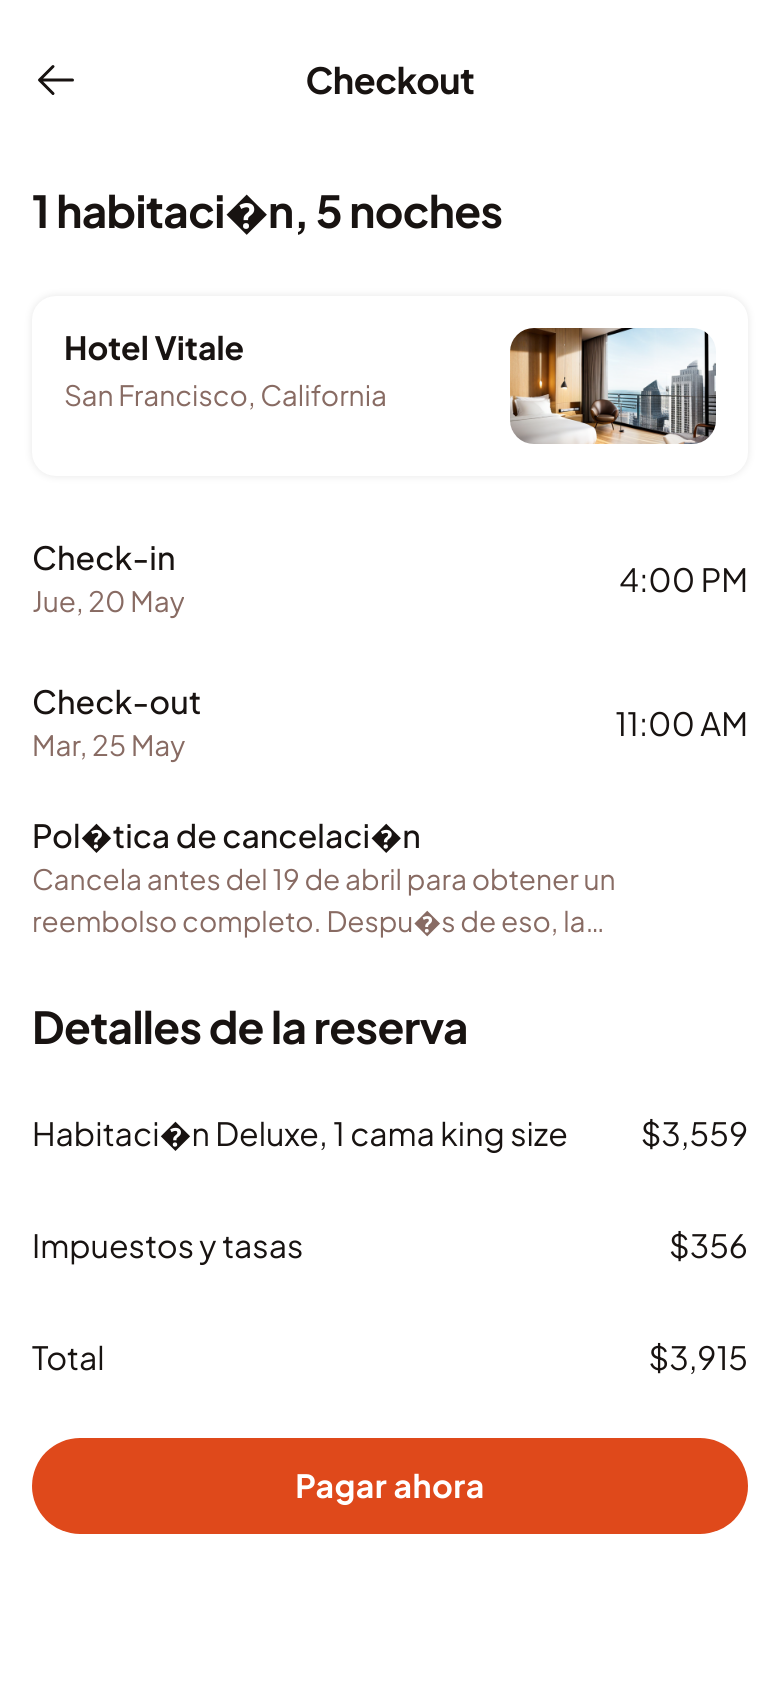 Checkout
1 habitaci�n, 5 noches
Hotel Vitale
San Francisco, California
Check-in
Jue, 20 May
4:00 PM
Check-out
Mar, 25 May
11:00 AM
Pol�tica de cancelaci�n
Cancela antes del 19 de abril para obtener un
reembolso completo. Despu�s de eso, la...
Detalles de la reserva
Habitaci�n Deluxe, 1 cama king size
$3,559
Impuestos y tasas
$356
Total
$3,915
Pagar ahora